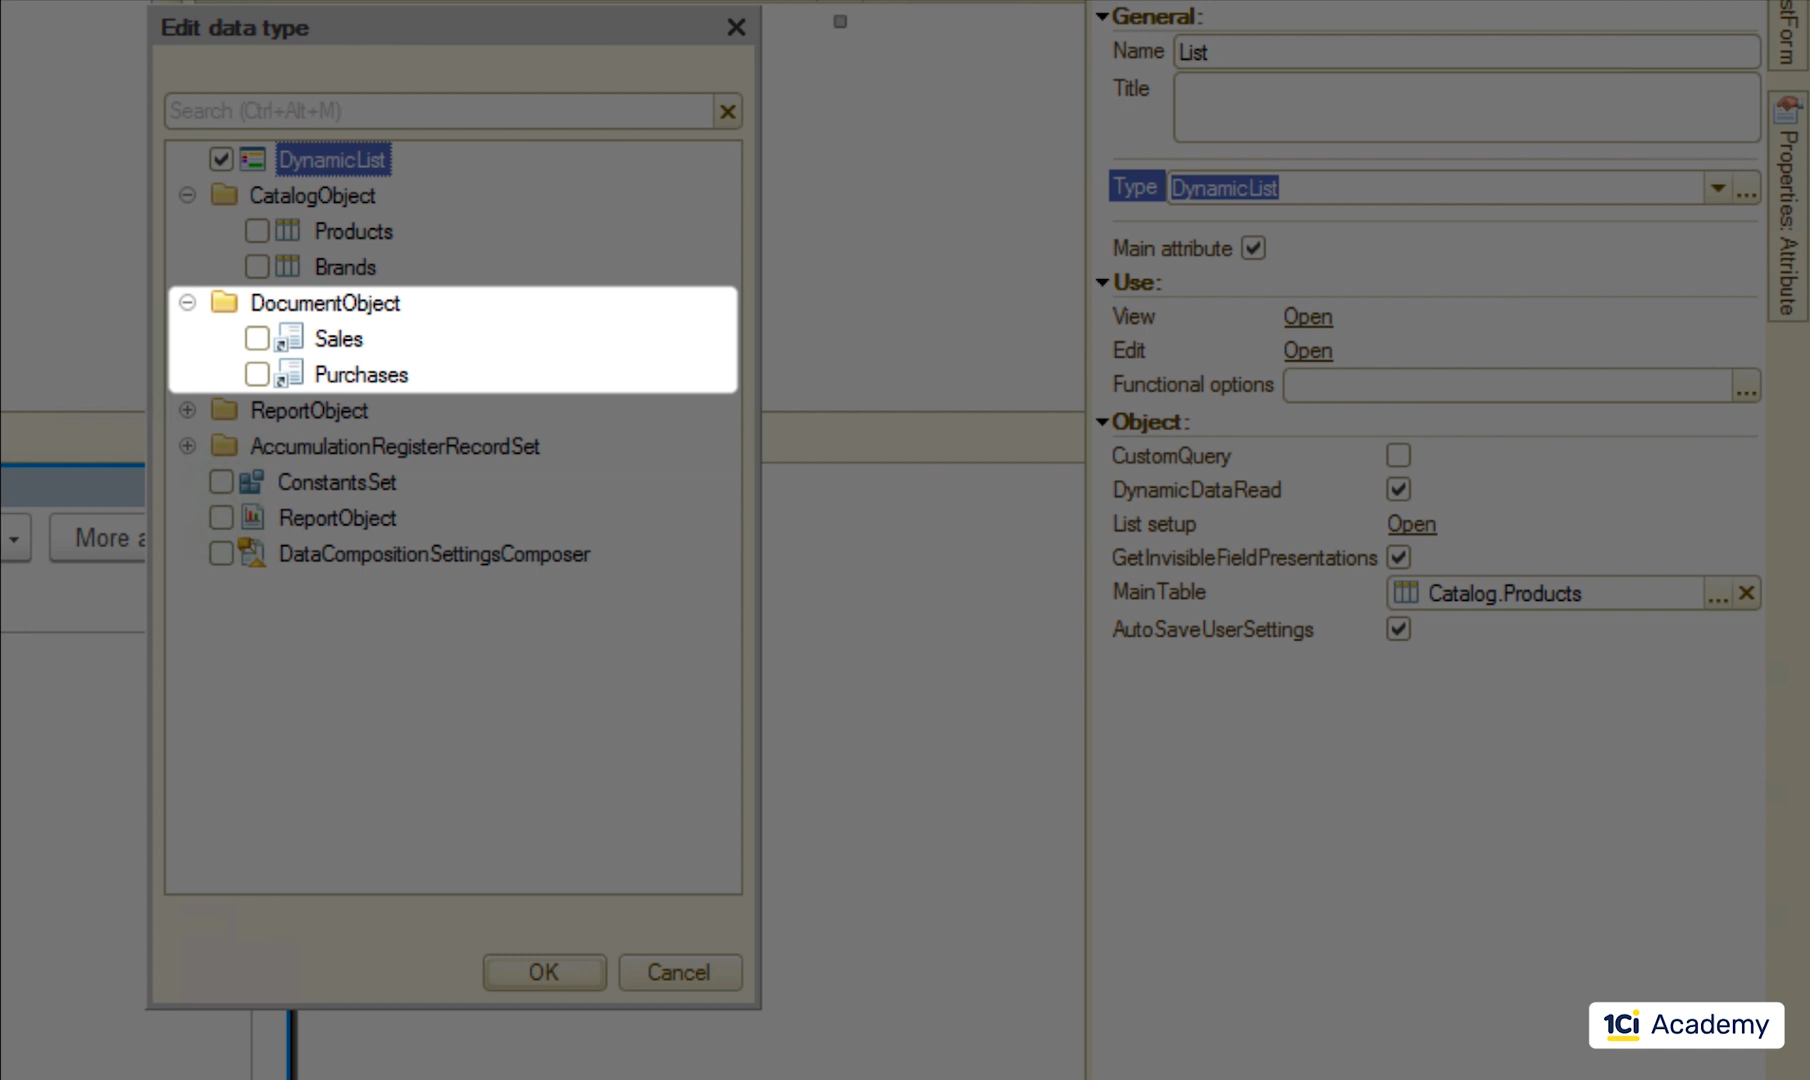 Edit data type
Search (Ctrl+Alt+M)
DynamicList
CatalogObject
Products
Brands
DocumentObject
Sales
Purchases
ReportObject
AccumulationRegisterRecordSet
ConstantsSet
ReportObject
DataCompositionSettingsComposer
OK
Cancel
More a
General:
Name List
Title
Type DynamicList
...
Main attribute
Use:
View Open
Edit Open
Functional options
...
Object:
CustomQuery
DynamicDataRead
List setup Open
GetInvisibleFieldPresentations
MainTable Catalog.Products
...
AutoSaveUserSettings
stForm
Properties: Attribute
1Ci Academy